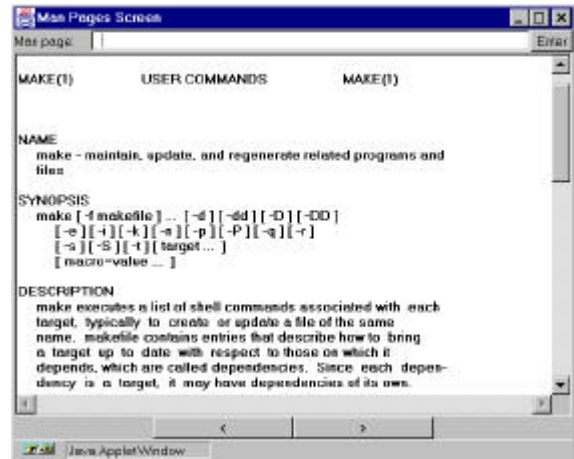 Man Pages Screen
Man page: Enter
MAKE(1) USER COMMANDS MAKE(1)
NAME
make - maintain, update, and regenerate related programs and
files
SYNOPSIS
make [ -f makefile ] ... [ -d ] [ -dd ] [ -D ] [ -DD ]
[ -e ] [ -i ] [ -k ] [ -n ] [ -p ] [ -P ] [ -q ] [ -r ]
[ -s ] [ -S ] [ -t ] [ target ... ]
[ macro=value ... ]
DESCRIPTION
make executes a list of shell commands associated with each
target, typically to create or update a file of the same
name. makefile contains entries that describe how to bring
a target up to date with respect to those on which it
depends, which are called dependencies. Since each depen-
dency is a target, it may have dependencies of its own.
< >
Java Applet Window